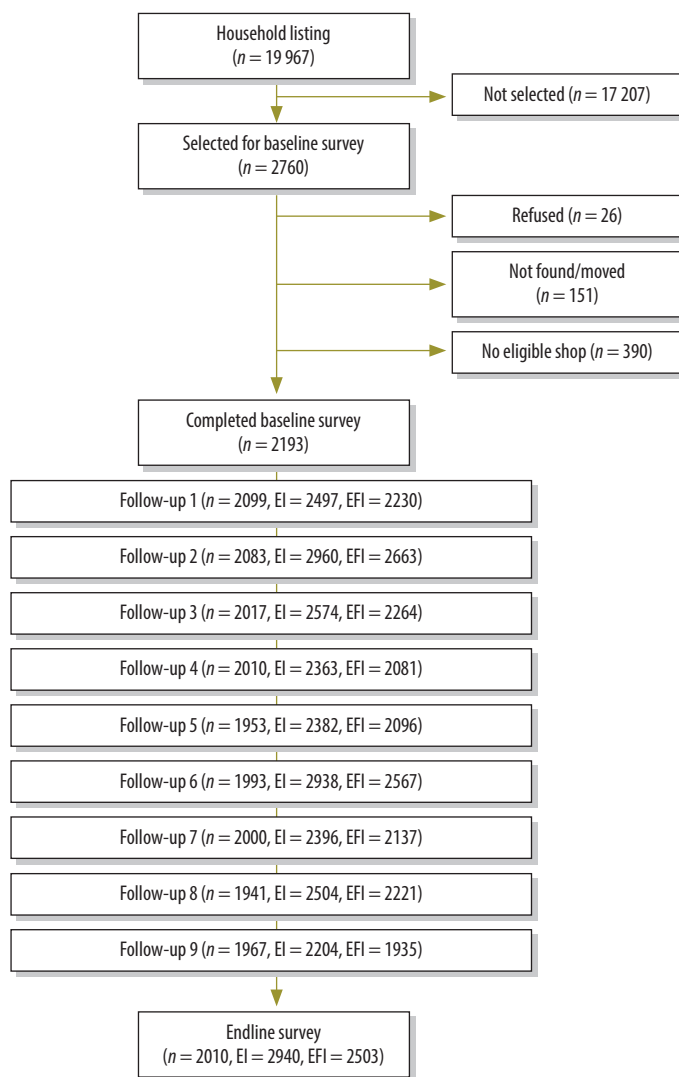 Household listing
(n = 19 967)
Not selected (n = 17 207)
Selected for baseline survey
(n = 2760)
Refused (n = 26)
Not found/moved
(n = 151)
No eligible shop (n = 390)
Completed baseline survey
(n = 2193)
Follow-up 1 (n = 2099, EI = 2497, EFI = 2230)
Follow-up 2 (n = 2083, EI = 2960, EFI = 2663)
Follow-up 3 (n = 2017, EI = 2574, EFI = 2264)
Follow-up 4 (n = 2010, EI = 2363, EFI = 2081)
Follow-up 5 (n = 1953, EI = 2382, EFI = 2096)
Follow-up 6 (n = 1993, EI = 2938, EFI = 2567)
Follow-up 7 (n = 2000, EI = 2396, EFI = 2137)
Follow-up 8 (n = 1941, EI = 2504, EFI = 2221)
Follow-up 9 (n = 1967, EI = 2204, EFI = 1935)
Endline survey
(n = 2010, EI = 2940, EFI = 2503)